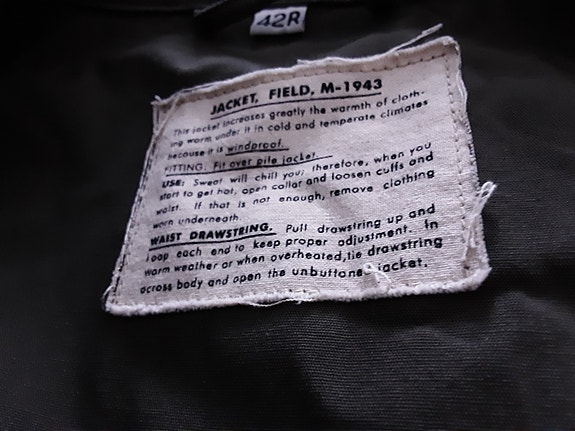 42R
JACKET, FIELD, M-1943
This jacket increases greatly the warmth of cloth-
ing worn under it in cold and temperate climates
because it is windproof.
FITTING. Fit over pile jacket.
USE: Sweat will chill you; therefore, when you
start to get hot, open collar and loosen cuffs and
waist. If that is not enough, remove clothing
worn underneath.
WAIST DRAWSTRING. Pull drawstring up and
loop each end to keep proper adjustment. In
warm weather or when overheated, tie drawstring
across body and open the unbuttoned jacket.